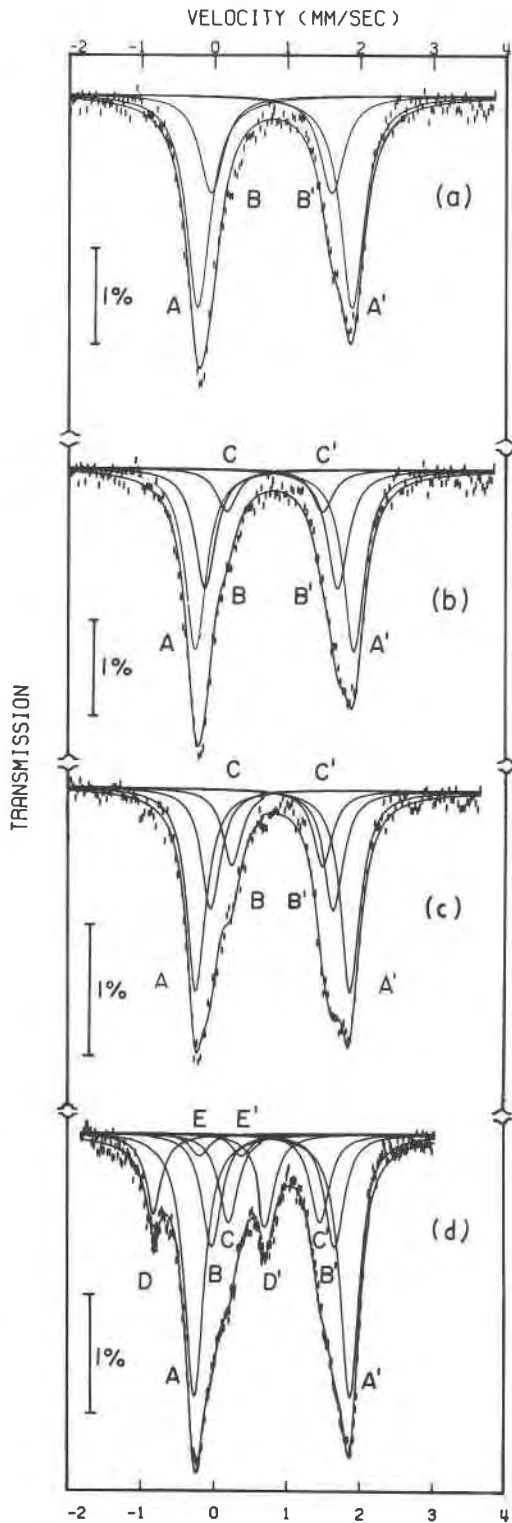 VELOCITY (MM/SEC)
-2 -1 0 1 2 3 4
B B' (a)
A A'
1%
C C'
B B' (b)
A A'
1%
TRANSMISSION
C C'
B B' (c)
A A'
1%
E E'
C C' (d)
B B'
D D'
A A'
1%
-2 -1 0 1 2 3 4